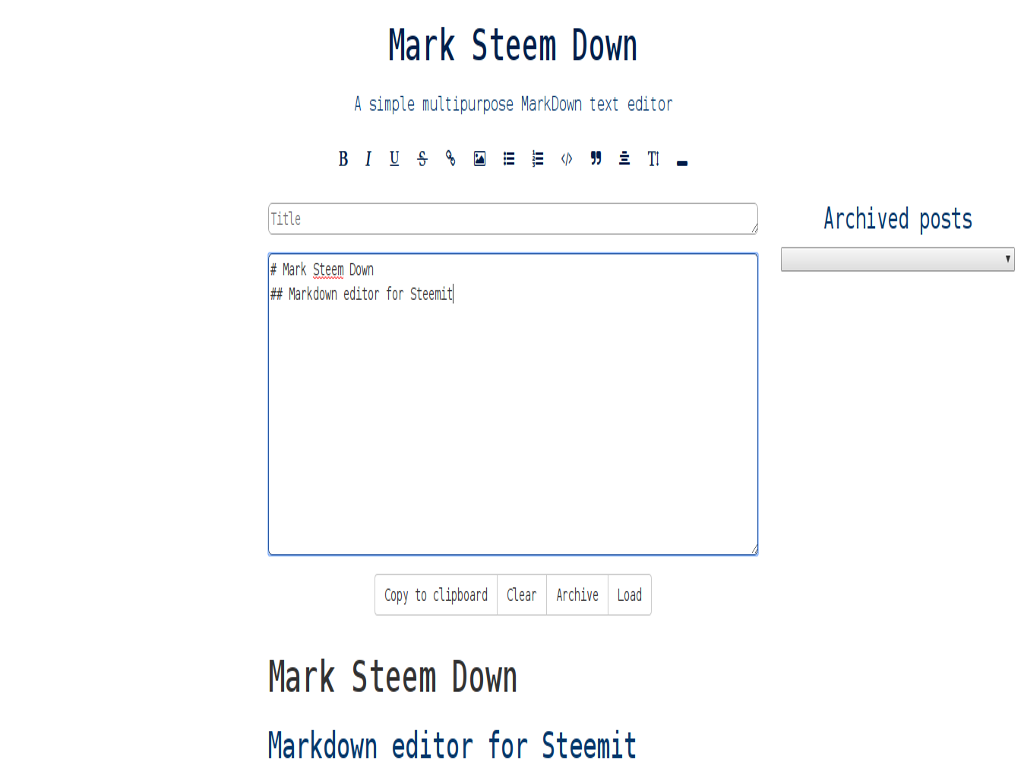 Mark Steem Down
A simple multipurpose MarkDown text editor
B I U S
Title
Archived posts
# Mark Steem Down
## Markdown editor for Steemit
Copy to clipboard Clear Archive Load
Mark Steem Down
Markdown editor for Steemit